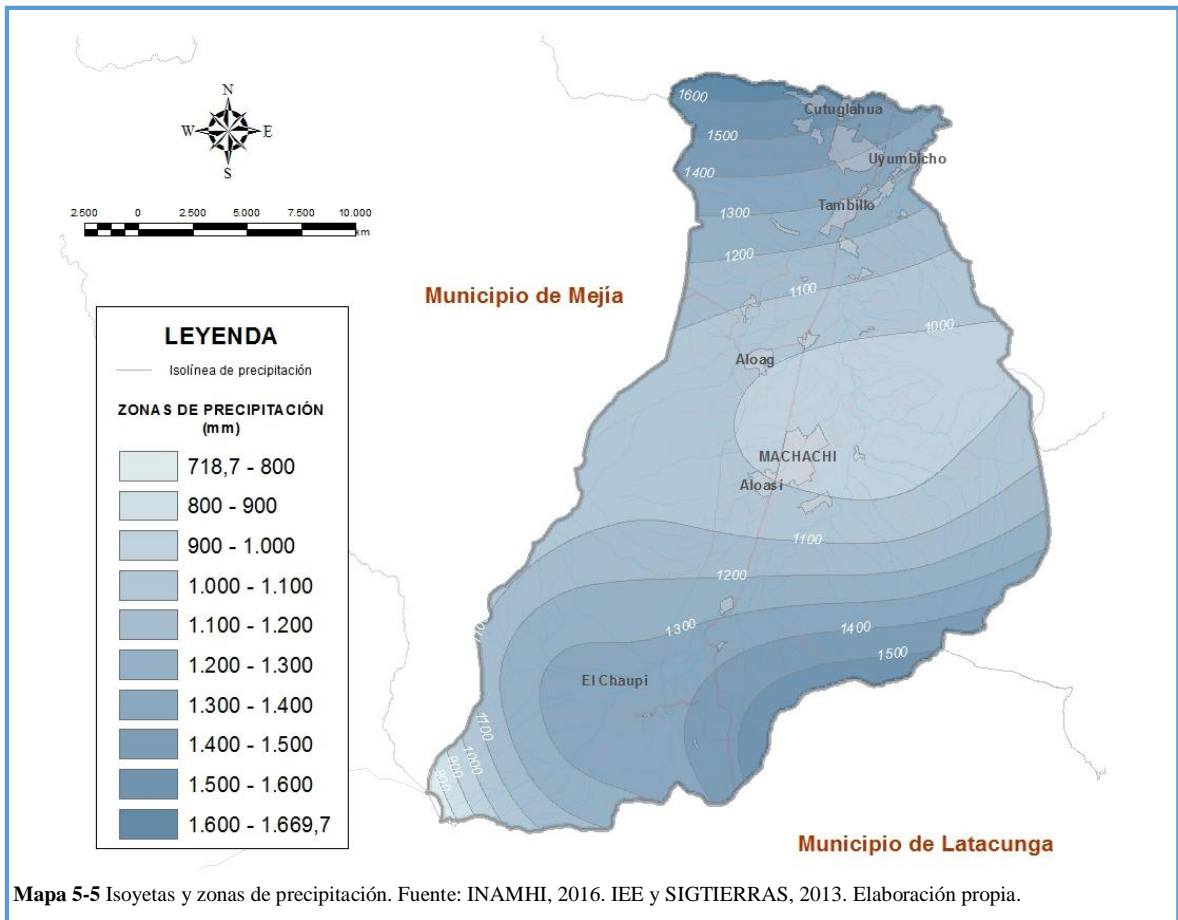 N
W E
S
2.500 0 2.500 5.000 7.500 10.000
km
1600
Cutuglahua
1500
Uyumbicho
1400
Tambillo
1300
1200
Municipio de Mejía
1100
1000
LEYENDA
Isolínea de precipitación
ZONAS DE PRECIPITACIÓN
(mm)
718,7 - 800
800 - 900
900 - 1.000
1.000 - 1.100
1.100 - 1.200
1.200 - 1.300
1.300 - 1.400
1.400 - 1.500
1.500 - 1.600
1.600 - 1.669,7
Aloag
MACHACHI
Aloasí
1100
1200
1100
1300
1400
1500
El Chaupi
1100
1000
900
800
Municipio de Latacunga
Mapa 5-5 Isoyetas y zonas de precipitación. Fuente: INAMHI, 2016. IEE y SIGTIERRAS, 2013. Elaboración propia.